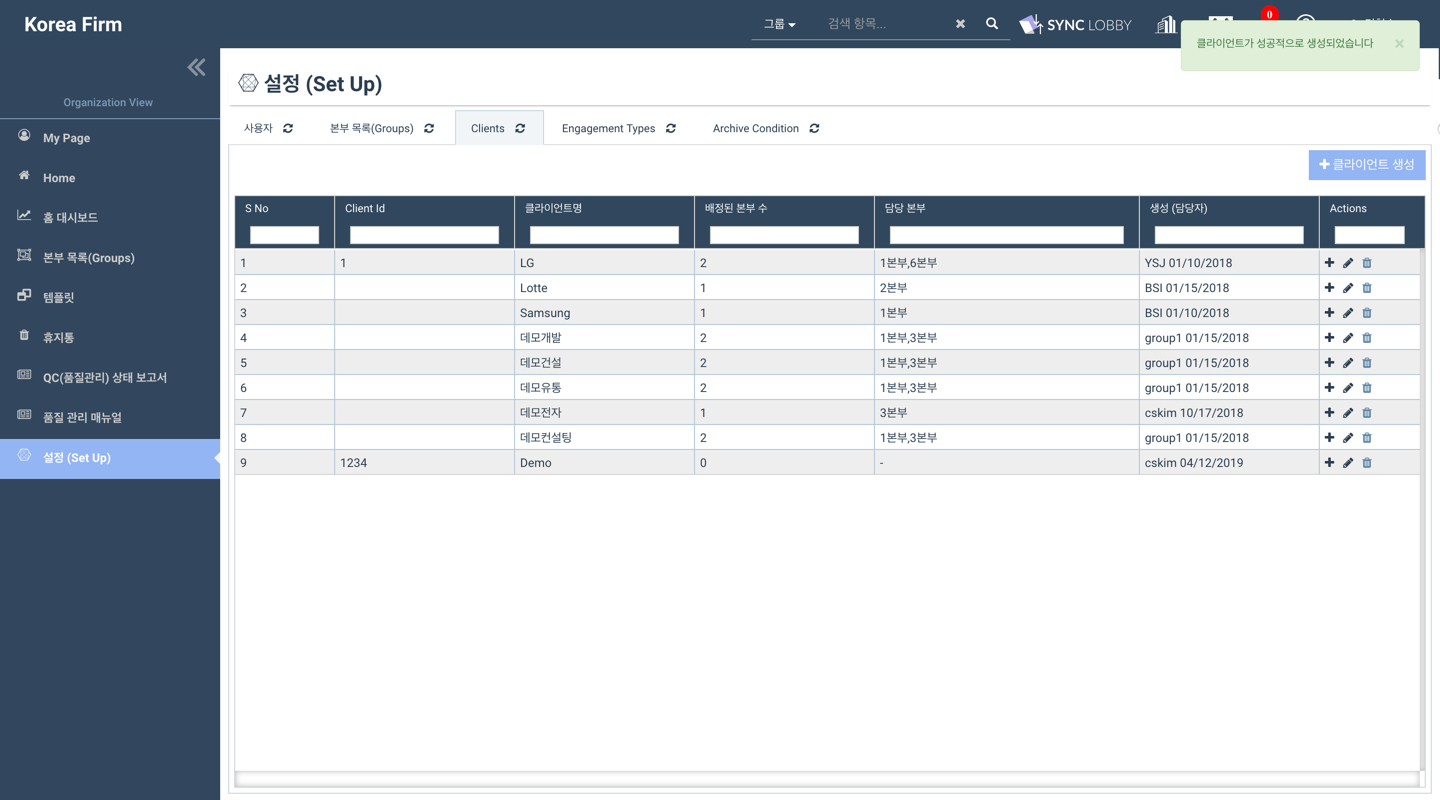 Korea Firm
그룹
검색 항목...
SYNC LOBBY
0
클라이언트가 성공적으로 생성되었습니다
Organization View
My Page
Home
홈 대시보드
본부 목록(Groups)
템플릿
휴지통
QC(품질관리) 상태 보고서
품질 관리 매뉴얼
설정 (Set Up)
설정 (Set Up)
사용자 본부 목록(Groups) Clients Engagement Types Archive Condition
클라이언트 생성
S No Client Id 클라이언트명 배정된 본부 수 담당 본부 생성 (담당자) Actions
1 1 LG 2 1본부,6본부 YSJ 01/10/2018
2 Lotte 1 2본부 BSI 01/15/2018
3 Samsung 1 1본부 BSI 01/10/2018
4 데모개발 2 1본부,3본부 group1 01/15/2018
5 데모건설 2 1본부,3본부 group1 01/15/2018
6 데모유통 2 1본부,3본부 group1 01/15/2018
7 데모전자 1 3본부 cskim 10/17/2018
8 데모컨설팅 2 1본부,3본부 group1 01/15/2018
9 1234 Demo 0 - cskim 04/12/2019